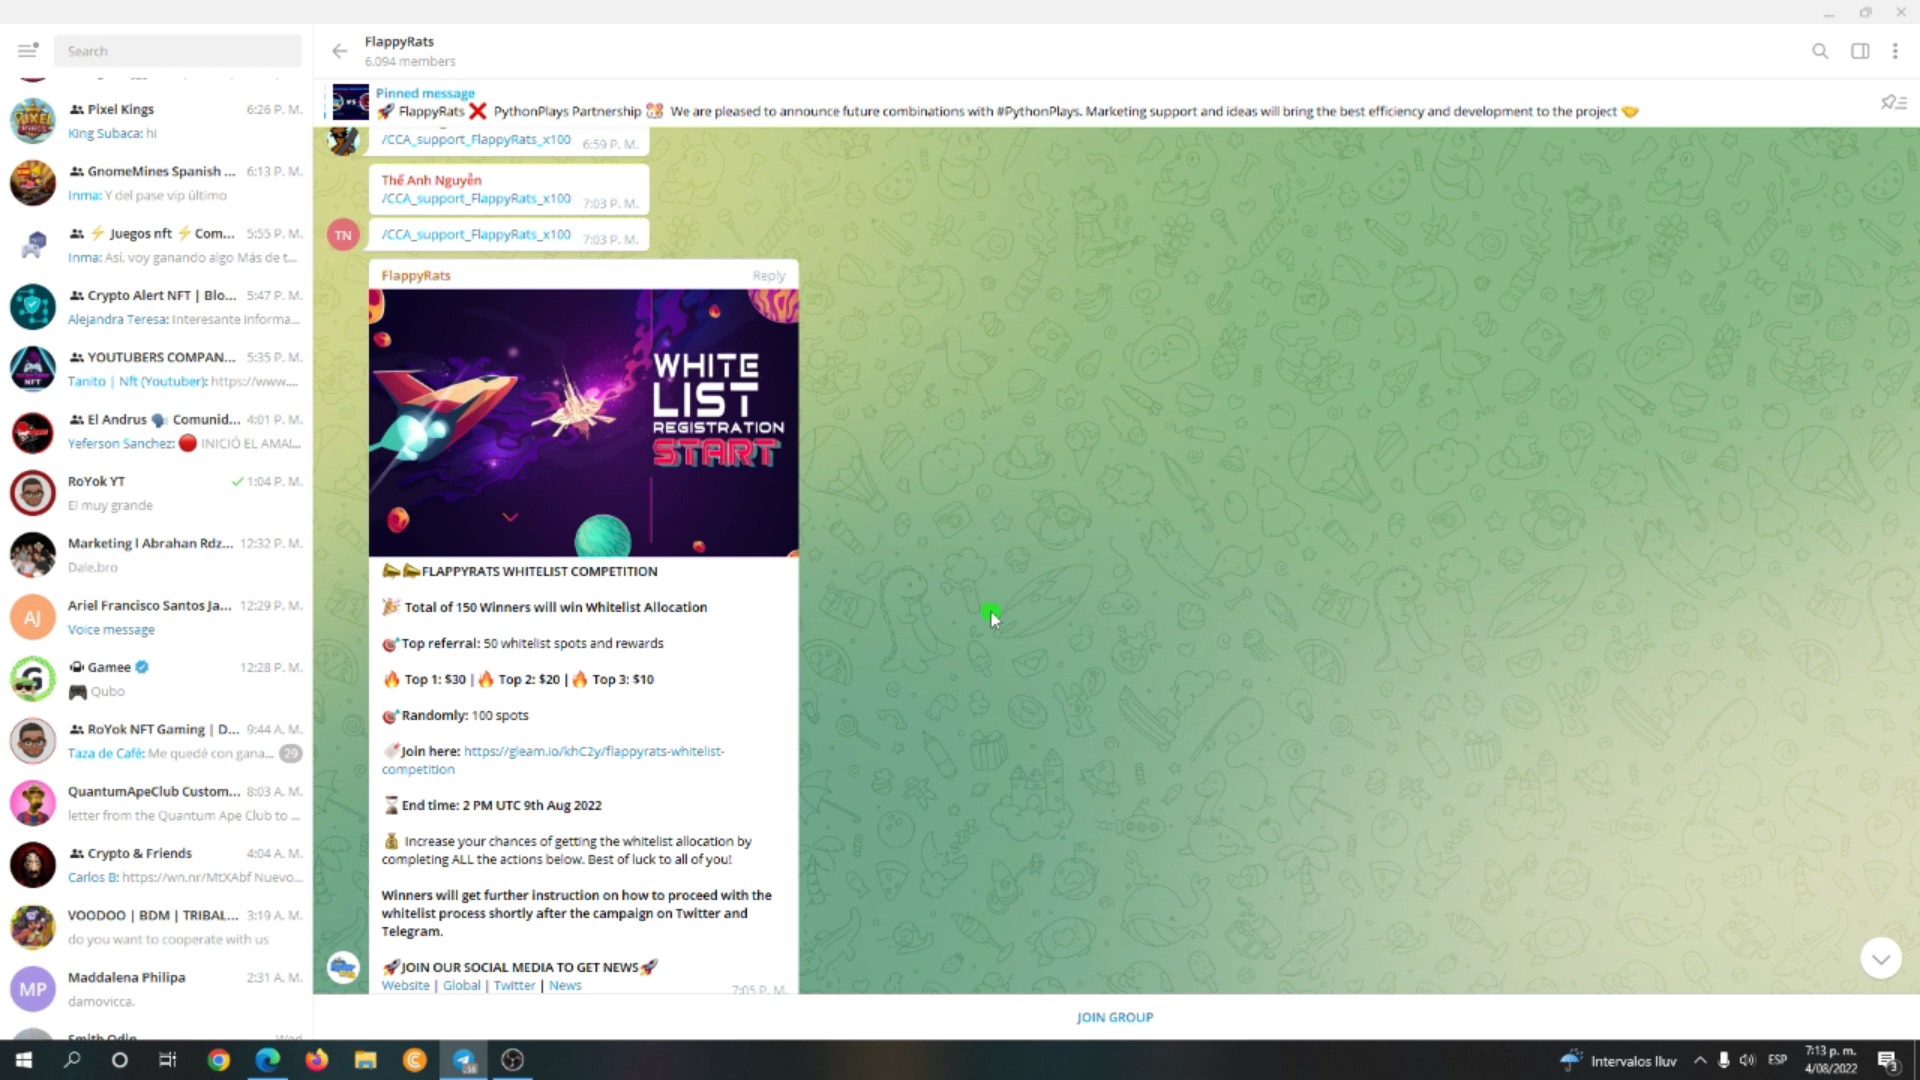 Search
FlappyRats
6.094 members
Pinned message
FlappyRats ❌ PythonPlays Partnership 🐹 We are pleased to announce future combinations with #PythonPlays. Marketing support and ideas will bring the best efficiency and development to the project 🤝
Pixel Kings 6:26 P. M.
King Subaca: hi
GnomeMines Spanish ... 6:13 P. M.
Inma: Y del pase vip último
⚡ Juegos nft ⚡Com... 5:55 P. M.
Inma: Así, voy ganando algo Más de t...
Crypto Alert NFT | Blo... 5:47 P. M.
Alejandra Teresa: Interesante Informa...
YOUTUBERS COMPAN... 5:35 P. M.
Tanito | Nft (Youtuber): https://www....
El Andrus 🗣 Comunid... 4:01 P. M.
Yeferson Sanchez: 🔴 INICIÓ EL AMAI...
RoYok YT 1:04 P. M.
El muy grande
Marketing l Abrahan Rdz... 12:32 P. M.
Dale.bro
AJ
Ariel Francisco Santos Ja... 12:29 P. M.
Voice message
Gamee 12:28 P. M.
🎮 Qubo
RoYok NFT Gaming | D... 9:44 A. M.
Taza de Café: Me quedé con gana... 29
QuantumApeClub Custom... 8:03 A. M.
letter from the Quantum Ape Club to ...
Crypto & Friends 4:04 A. M.
Carlos B: https://wn.nr/MtXAbf Nuevo...
VOODOO | BDM | TRIBAL... 3:19 A. M.
do you want to cooperate with us
MP
Maddalena Philipa 2:31 A. M.
damovicca.
Smith Odin Wed
/CCA_support_FlappyRats_x100 6:59 P. M.
Thế Anh Nguyễn
/CCA_support_FlappyRats_x100 7:03 P. M.
TN
/CCA_support_FlappyRats_x100 7:03 P. M.
FlappyRats Reply
WHITE
LIST
REGISTRATION
START
FLAPPYRATS WHITELIST COMPETITION
🎉 Total of 150 Winners will win Whitelist Allocation
🎯Top referral: 50 whitelist spots and rewards
🔥 Top 1: $30 |🔥 Top 2: $20 |🔥 Top 3: $10
🎯Randomly: 100 spots
Join here: https://gleam.io/khC2y/flappyrats-whitelist-
competition
⌛End time: 2 PM UTC 9th Aug 2022
💰 Increase your chances of getting the whitelist allocation by
completing ALL the actions below. Best of luck to all of you!
Winners will get further instruction on how to proceed with the
whitelist process shortly after the campaign on Twitter and
Telegram.
🚀JOIN OUR SOCIAL MEDIA TO GET NEWS🚀
Website | Global | Twitter | News
7:05 P. M.
JOIN GROUP
Intervalos lluv
ESP
7:13 p. m.
4/08/2022
3